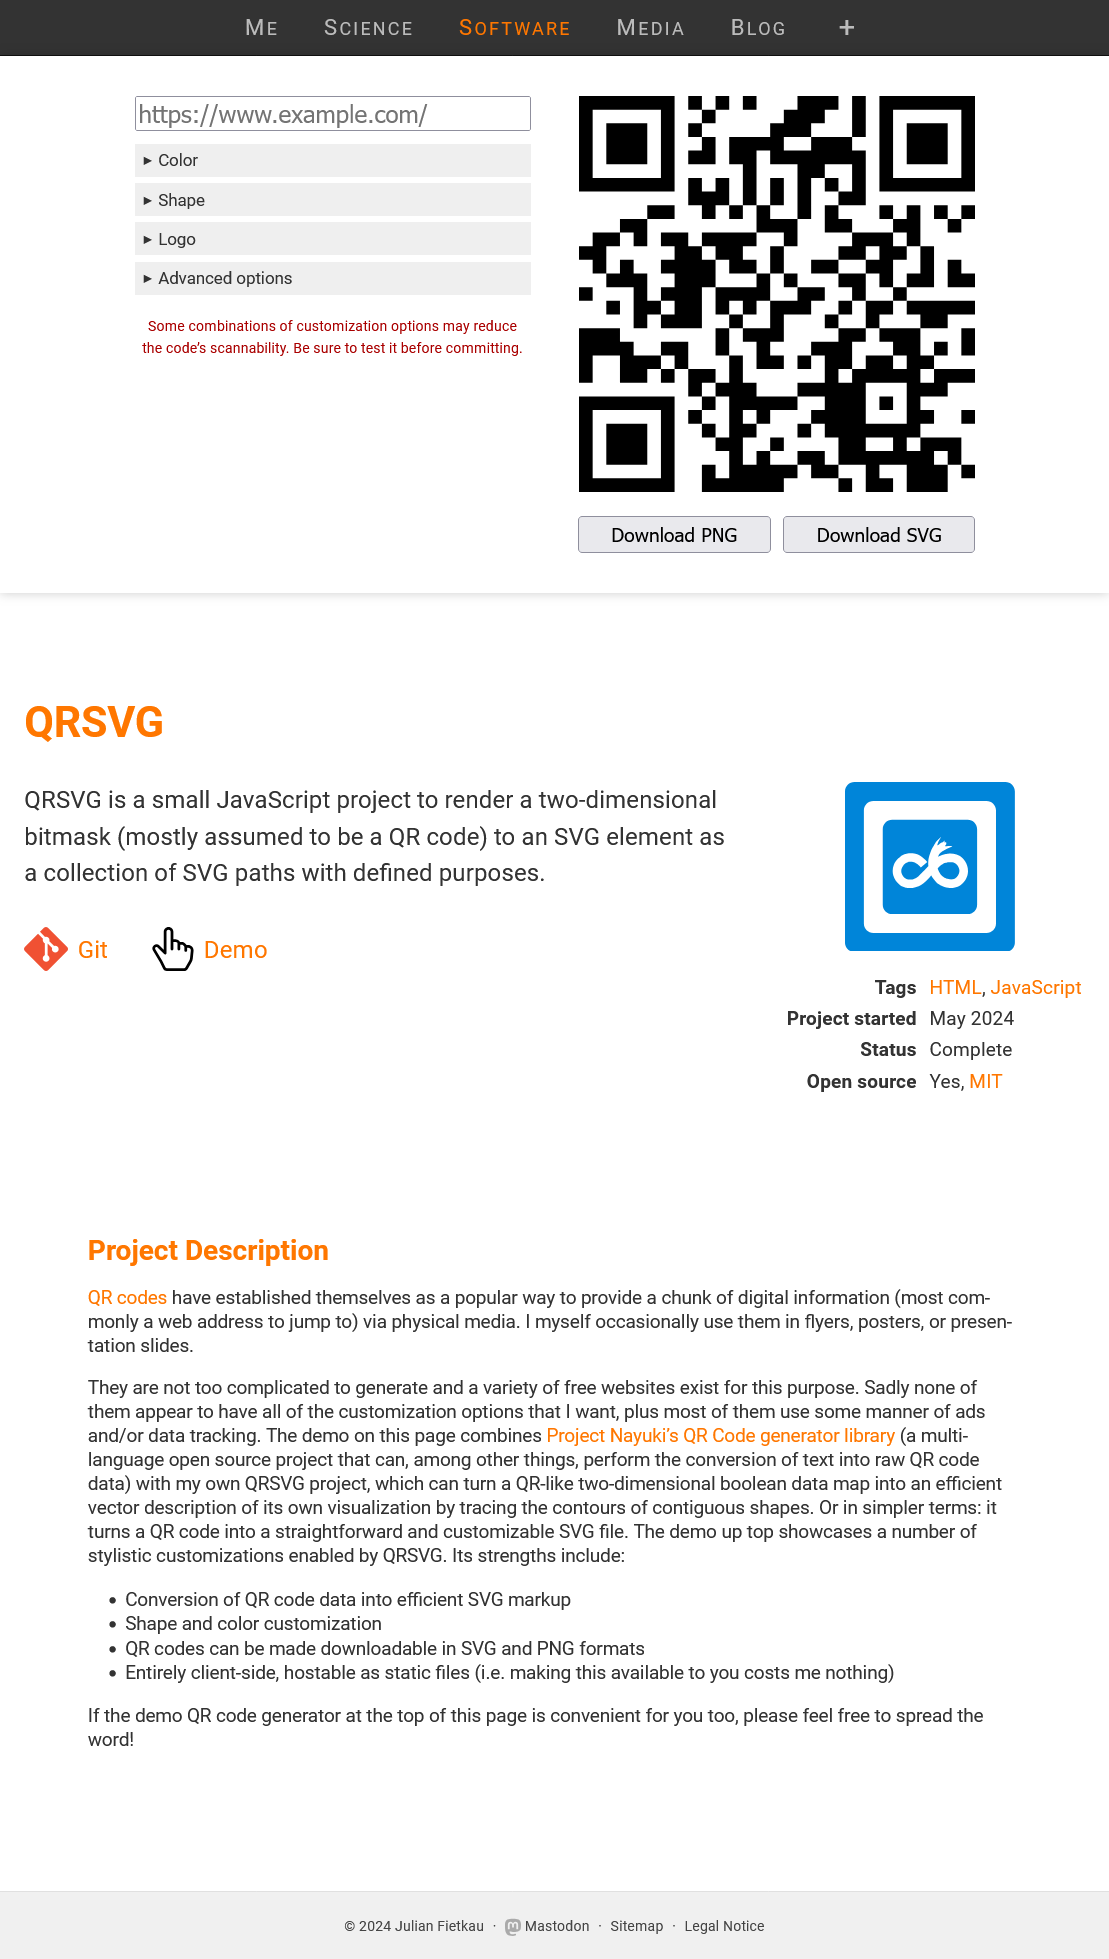 Me Science Software Media Blog +
https://www.example.com/
▸ Color
▸ Shape
▸ Logo
▸ Advanced options
Some combinations of customization options may reduce
the code’s scannability. Be sure to test it before committing.
Download PNG Download SVG
QRSVG
QRSVG is a small JavaScript project to render a two-dimensional
bitmask (mostly assumed to be a QR code) to an SVG element as
a collection of SVG paths with defined purposes.
Git Demo
Tags HTML, JavaScript
Project started May 2024
Status Complete
Open source Yes, MIT
Project Description
QR codes have established themselves as a popular way to provide a chunk of digital information (most com-
monly a web address to jump to) via physical media. I myself occasionally use them in flyers, posters, or presen-
tation slides.
They are not too complicated to generate and a variety of free websites exist for this purpose. Sadly none of
them appear to have all of the customization options that I want, plus most of them use some manner of ads
and/or data tracking. The demo on this page combines Project Nayuki’s QR Code generator library (a multi-
language open source project that can, among other things, perform the conversion of text into raw QR code
data) with my own QRSVG project, which can turn a QR-like two-dimensional boolean data map into an efficient
vector description of its own visualization by tracing the contours of contiguous shapes. Or in simpler terms: it
turns a QR code into a straightforward and customizable SVG file. The demo up top showcases a number of
stylistic customizations enabled by QRSVG. Its strengths include:
• Conversion of QR code data into efficient SVG markup
• Shape and color customization
• QR codes can be made downloadable in SVG and PNG formats
• Entirely client-side, hostable as static files (i.e. making this available to you costs me nothing)
If the demo QR code generator at the top of this page is convenient for you too, please feel free to spread the
word!
© 2024 Julian Fietkau · Mastodon · Sitemap · Legal Notice